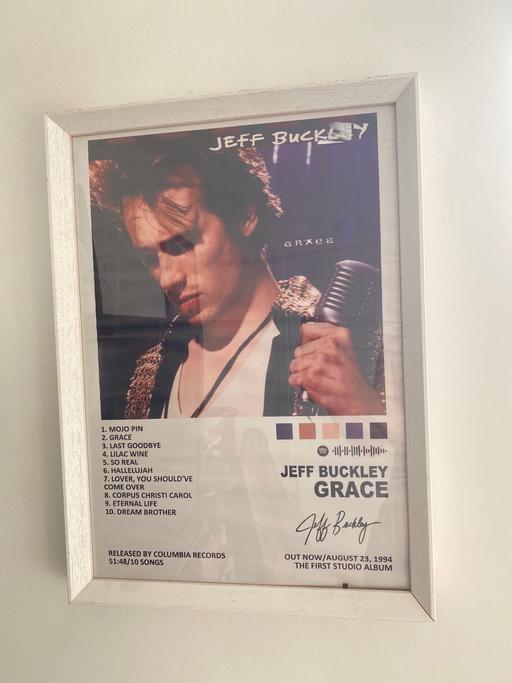 JEFF BUCKLEY
GRACE
1. MOJO PIN
2. GRACE
3. LAST GOODBYE
4. LILAC WINE
5. SO REAL
6. HALLELUJAH
7. LOVER, YOU SHOULD'VE
COME OVER
8. CORPUS CHRISTI CAROL
9. ETERNAL LIFE
10. DREAM BROTHER
JEFF BUCKLEY
GRACE
Jeff Buckley
RELEASED BY COLUMBIA RECORDS
51:48/10 SONGS
OUT NOW/AUGUST 23, 1994
THE FIRST STUDIO ALBUM